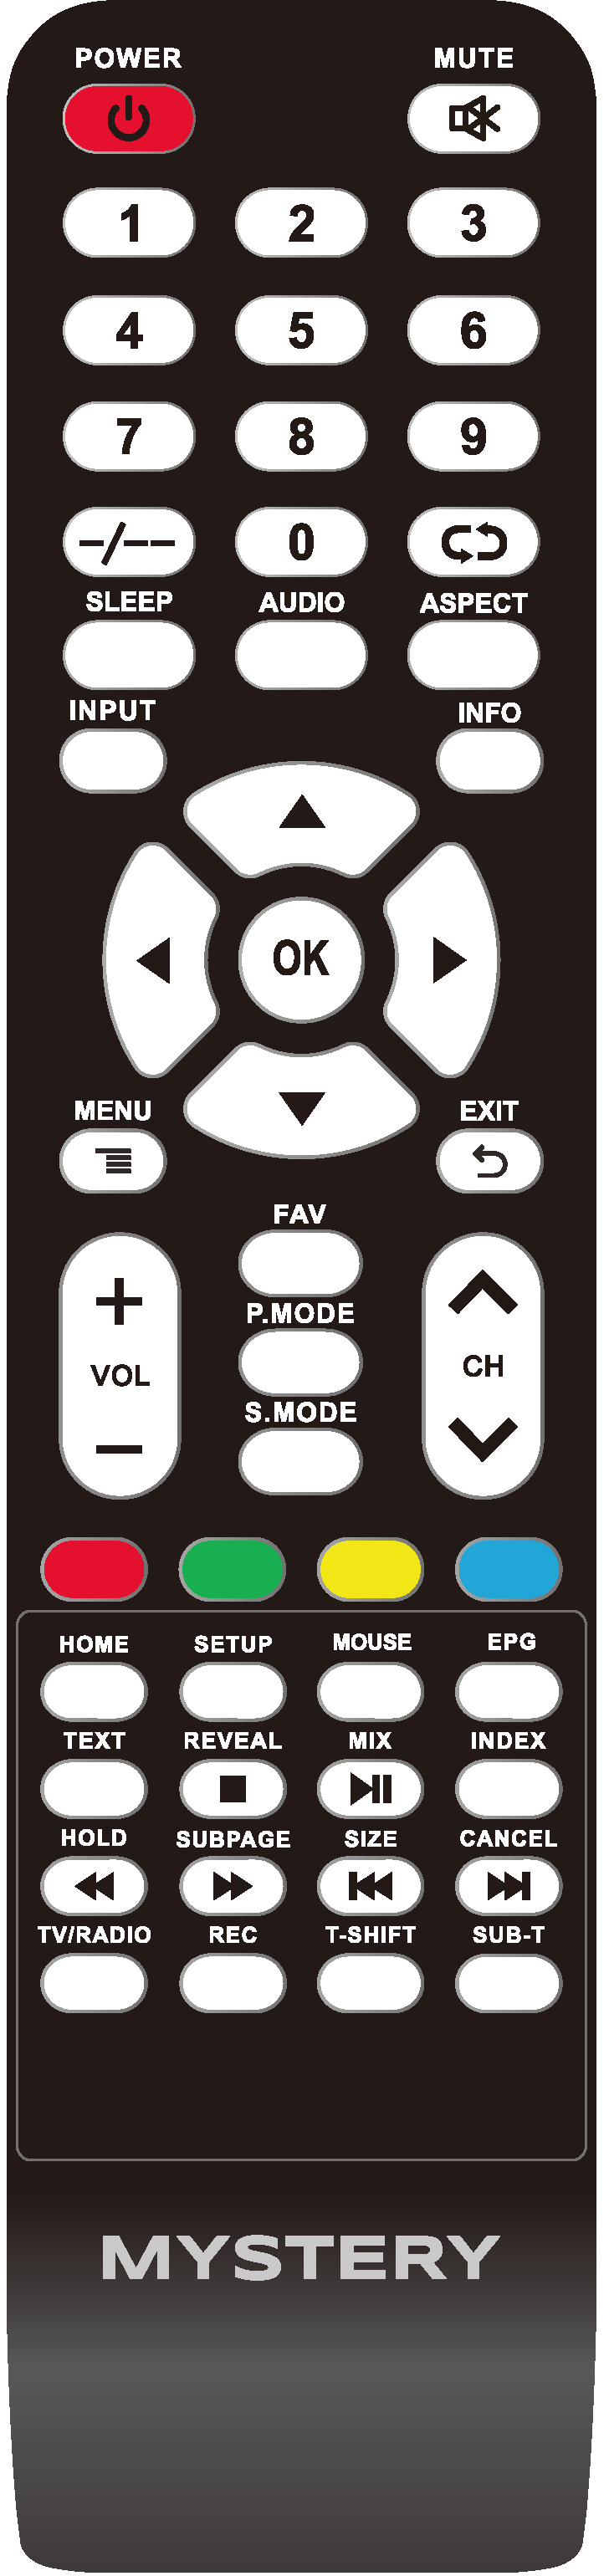 POWER MUTE
1 2 3
4 5 6
7 8 9
-/-- 0
SLEEP AUDIO ASPECT
INPUT INFO
OK
MENU EXIT
FAV
+
P.MODE
VOL CH
S.MODE
−
HOME SETUP MOUSE EPG
TEXT REVEAL MIX INDEX
HOLD SUBPAGE SIZE CANCEL
TV/RADIO REC T-SHIFT SUB-T
MYSTERY